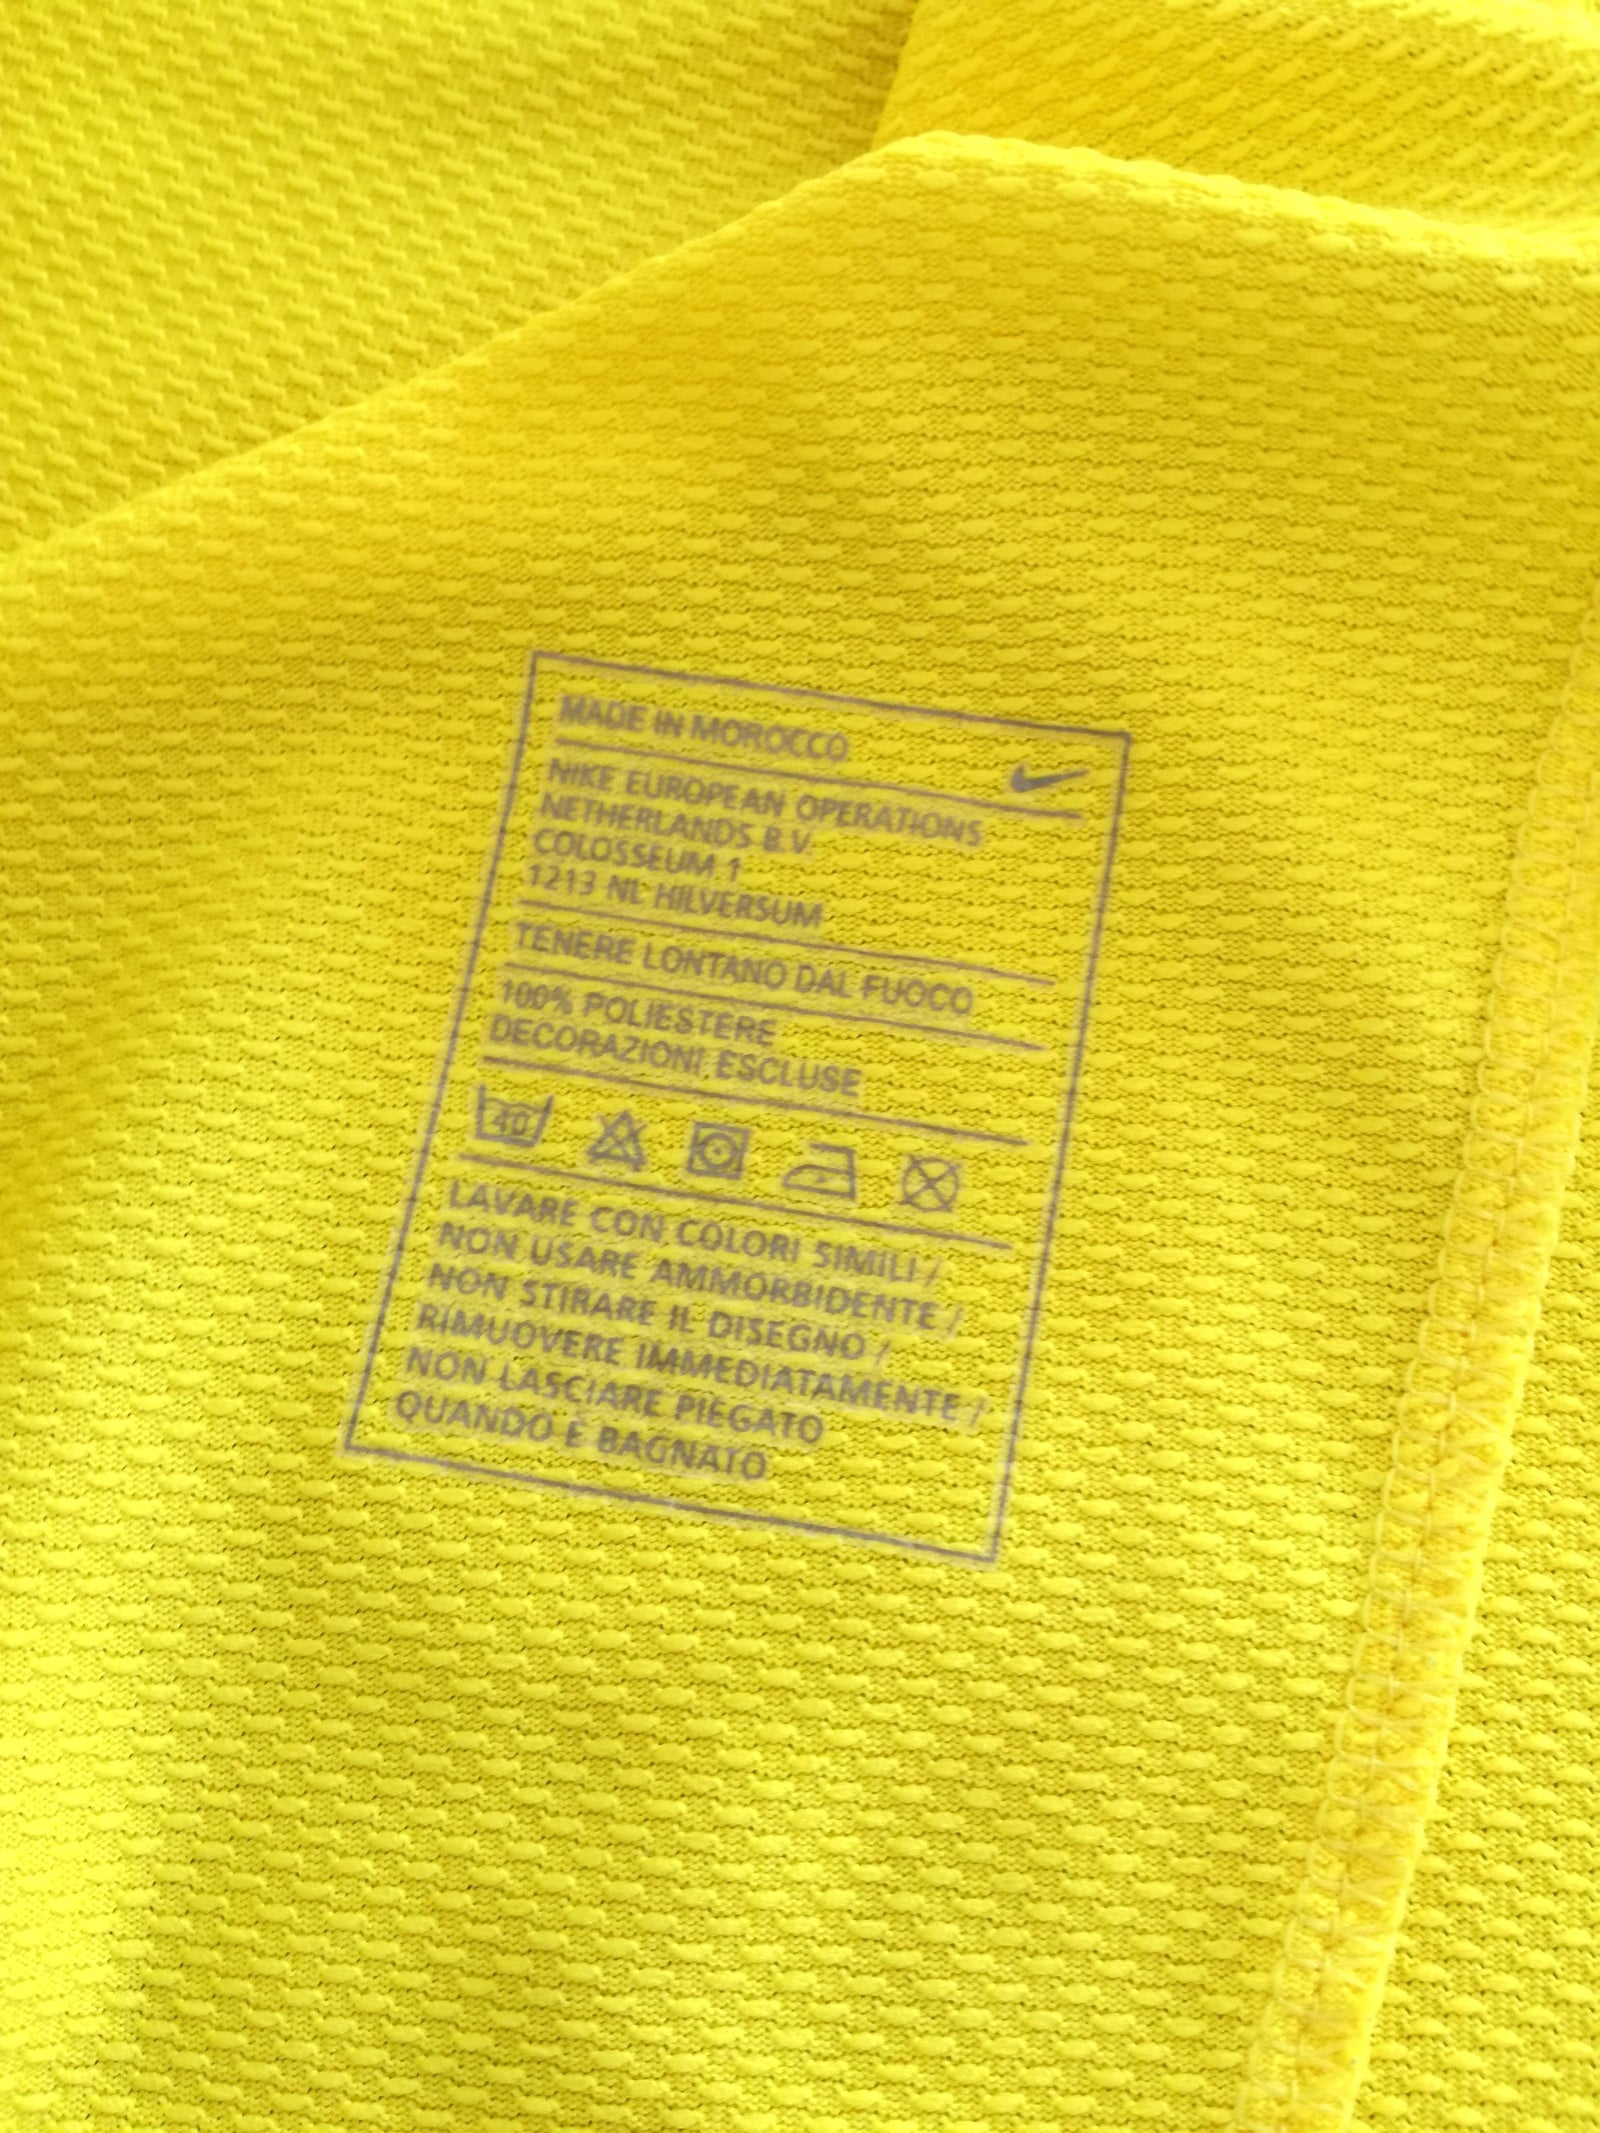 MADE IN MOROCCO
NIKE EUROPEAN OPERATIONS
NETHERLANDS B.V.
COLOSSEUM 1
1213 NL HILVERSUM
TENERE LONTANO DAL FUOCO
100% POLIESTERE
DECORAZIONI ESCLUSE
40
LAVARE CON COLORI SIMILI /
NON USARE AMMORBIDENTE /
NON STIRARE IL DISEGNO /
RIMUOVERE IMMEDIATAMENTE /
NON LASCIARE PIEGATO
QUANDO È BAGNATO